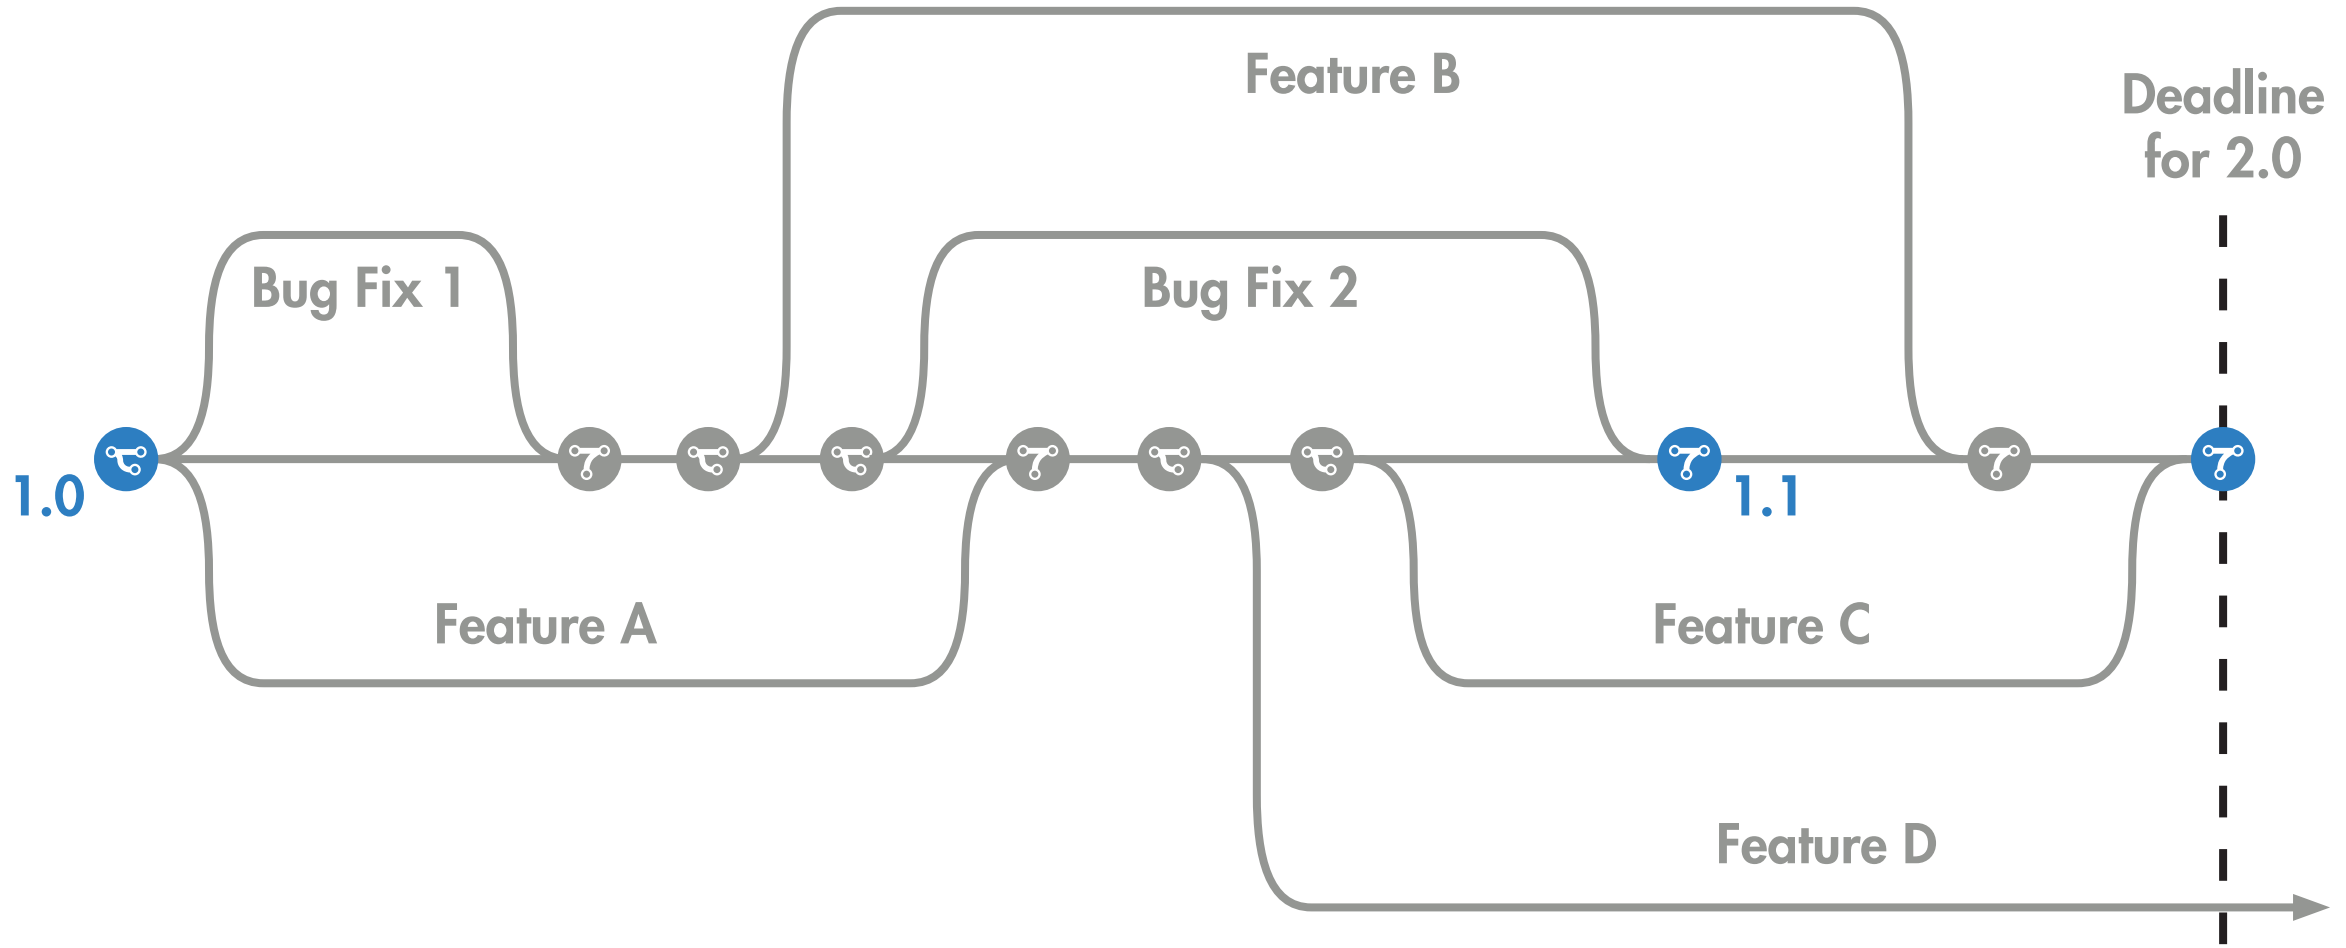 Feature B
Deadline
for 2.0
Bug Fix 1
Bug Fix 2
1.0
1.1
Feature A
Feature C
Feature D